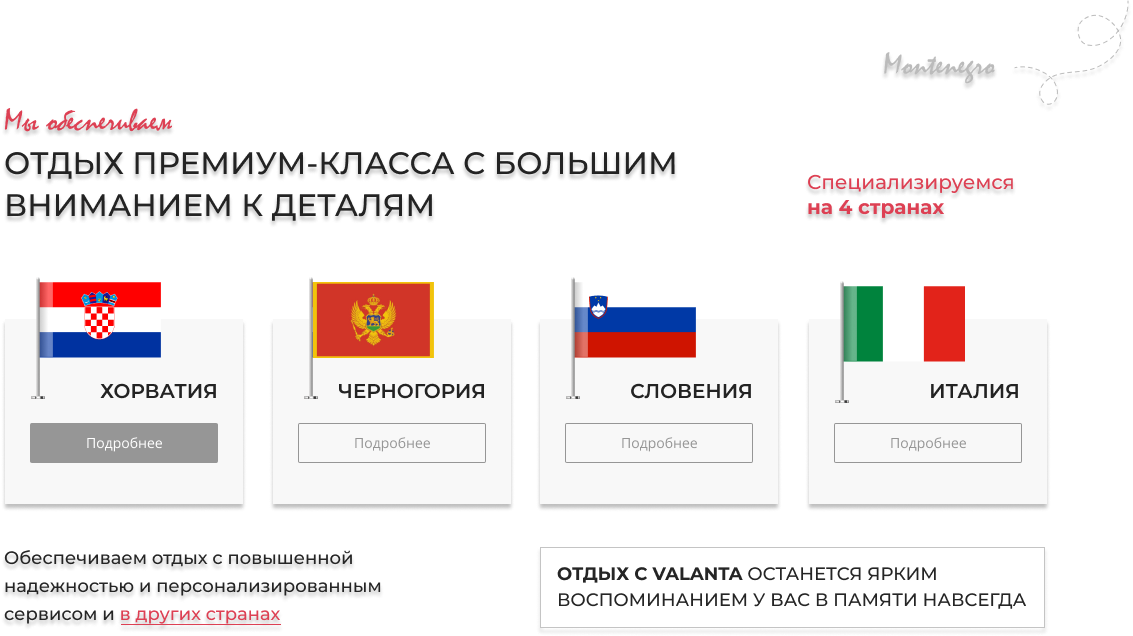 Montenegro
Мы обеспечиваем
ОТДЫХ ПРЕМИУМ-КЛАССА С БОЛЬШИМ
ВНИМАНИЕМ К ДЕТАЛЯМ
Специализируемся
на 4 странах
ХОРВАТИЯ
Подробнее
ЧЕРНОГОРИЯ
Подробнее
СЛОВЕНИЯ
Подробнее
ИТАЛИЯ
Подробнее
Обеспечиваем отдых с повышенной
надежностью и персонализированным
сервисом и в других странах
ОТДЫХ С VALANTA ОСТАНЕТСЯ ЯРКИМ
ВОСПОМИНАНИЕМ У ВАС В ПАМЯТИ НАВСЕГДА